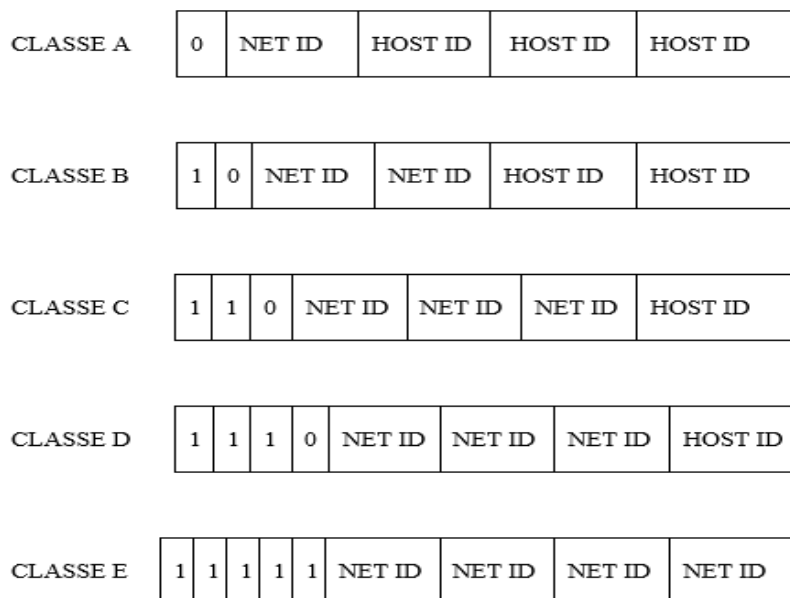 CLASSE A 0 NET ID HOST ID HOST ID HOST ID
CLASSE B 1 0 NET ID NET ID HOST ID HOST ID
CLASSE C 1 1 0 NET ID NET ID NET ID HOST ID
CLASSE D 1 1 1 0 NET ID NET ID NET ID HOST ID
CLASSE E 1 1 1 1 1 NET ID NET ID NET ID NET ID